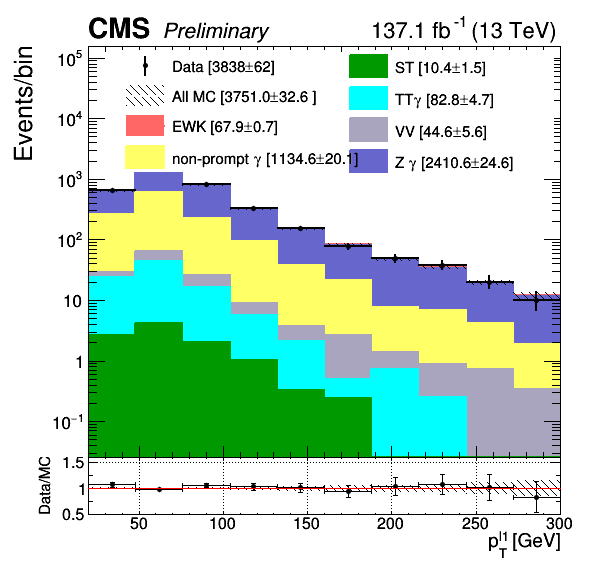 CMS Preliminary 137.1 fb⁻¹ (13 TeV)
Events/bin
Data [3838±62]
All MC [3751.0±32.6 ]
EWK [67.9±0.7]
non-prompt γ [1134.6±20.1]
ST [10.4±1.5]
TTγ [82.8±4.7]
VV [44.6±5.6]
Z γ [2410.6±24.6]
10⁵
10⁴
10³
10²
10
1
10⁻¹
Data/MC
1.5
1
0.5
50 100 150 200 250 300
p_T^l1 [GeV]